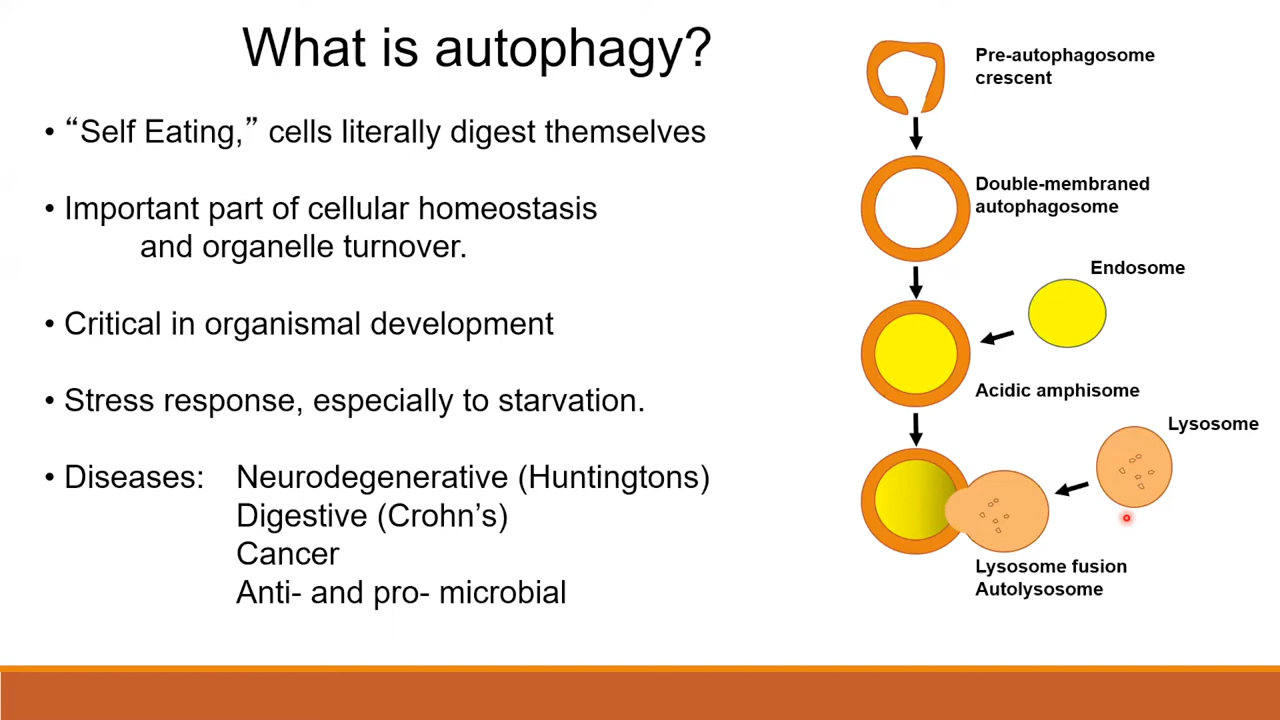 What is autophagy?
• “Self Eating,” cells literally digest themselves
• Important part of cellular homeostasis
and organelle turnover.
• Critical in organismal development
• Stress response, especially to starvation.
• Diseases: Neurodegenerative (Huntingtons)
Digestive (Crohn’s)
Cancer
Anti- and pro- microbial
Pre-autophagosome
crescent
Double-membraned
autophagosome
Endosome
Acidic amphisome
Lysosome
Lysosome fusion
Autolysosome